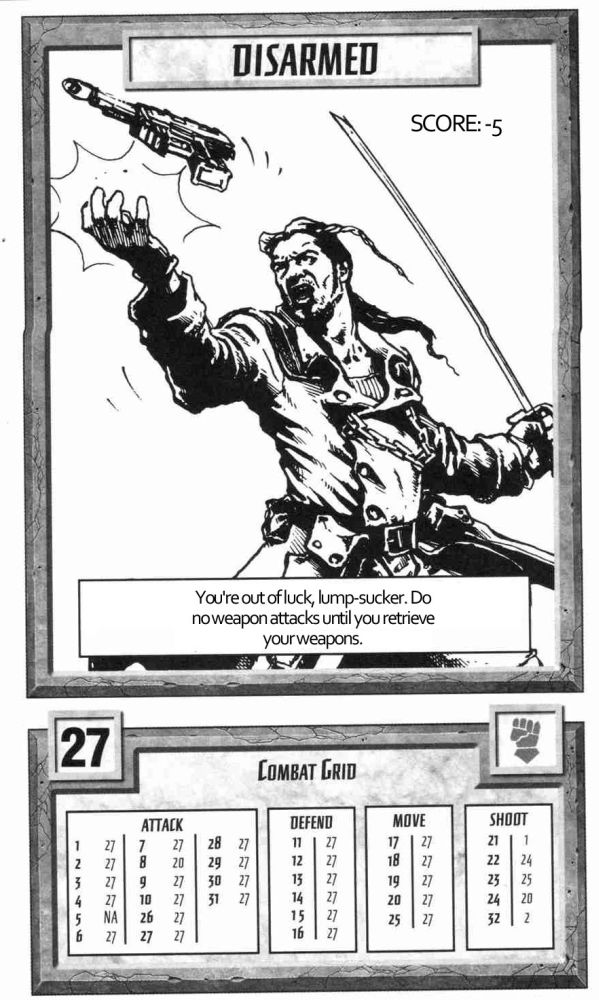 DISARMED
SCORE: -5
You're out of luck, lump-sucker. Do
no weapon attacks until you retrieve
your weapons.
27
COMBAT GRID
ATTACK
1 27 7 27 28 27
2 27 8 20 29 27
3 27 9 27 30 27
4 27 10 27 31 27
5 NA 26 27
6 27 27 27
DEFEND
11 27
12 27
13 27
14 27
15 27
16 27
MOVE
17 27
18 27
19 27
20 27
25 27
SHOOT
21 1
22 24
23 25
24 20
32 2